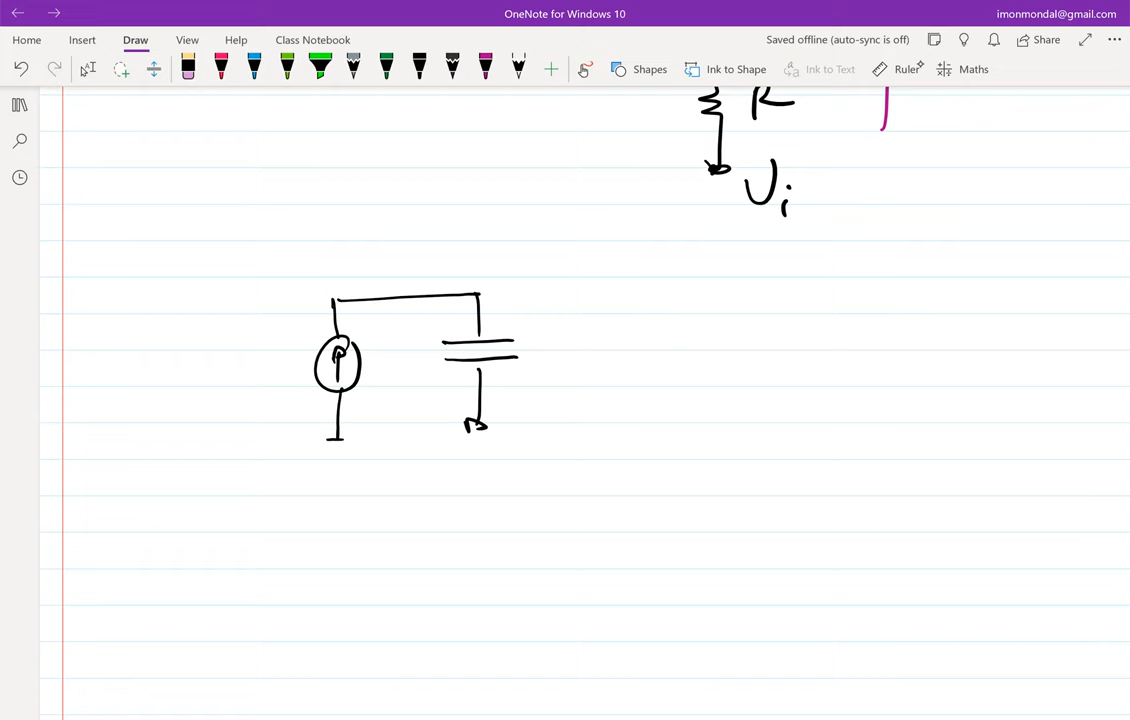 OneNote for Windows 10
imonmondal@gmail.com
Home Insert Draw View Help Class Notebook
Saved offline (auto-sync is off) Share
Shapes Ink to Shape Ink to Text Ruler Maths
R
Ui